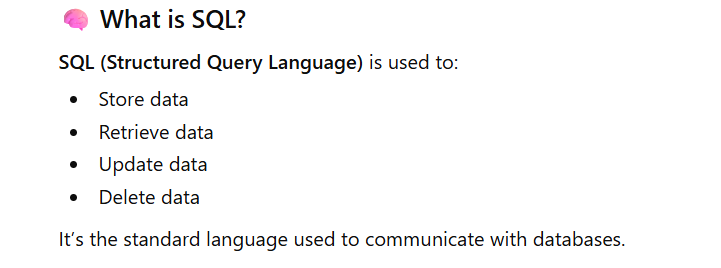 🧠 What is SQL?
SQL (Structured Query Language) is used to:
• Store data
• Retrieve data
• Update data
• Delete data
It’s the standard language used to communicate with databases.